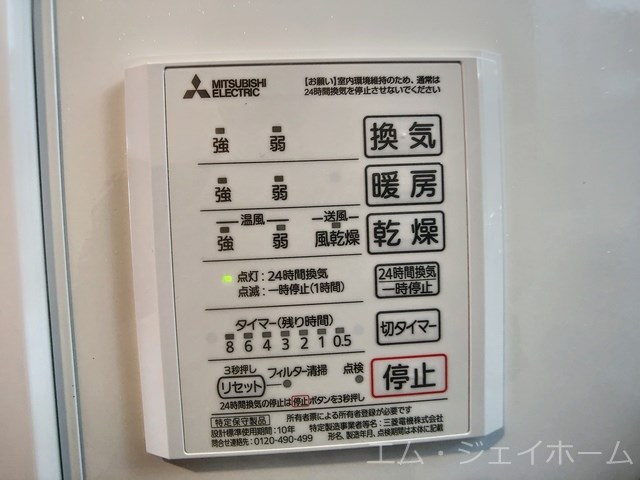 MITSUBISHI
ELECTRIC
【お願い】室内環境維持のため、通常は
24時間換気を停止させないでください
強 弱 換気
強 弱 暖房
温風 送風
強 弱 風乾燥 乾燥
点灯：24時間換気
点滅：一時停止(1時間)
24時間換気
一時停止
タイマー(残り時間)
8 6 4 3 2 1 0.5
切タイマー
3秒押し
リセット フィルター清掃 点検
停止
24時間換気の停止は停止ボタンを3秒押し
特定保守製品 所有者票による所有者登録が必要です
設計標準使用期間：10年 特定製造事業者等名：三菱電機株式会社
問合せ連絡先：0120-490-499 形名、製造年月、点検期間は本体に記載
エム・ジェイホーム